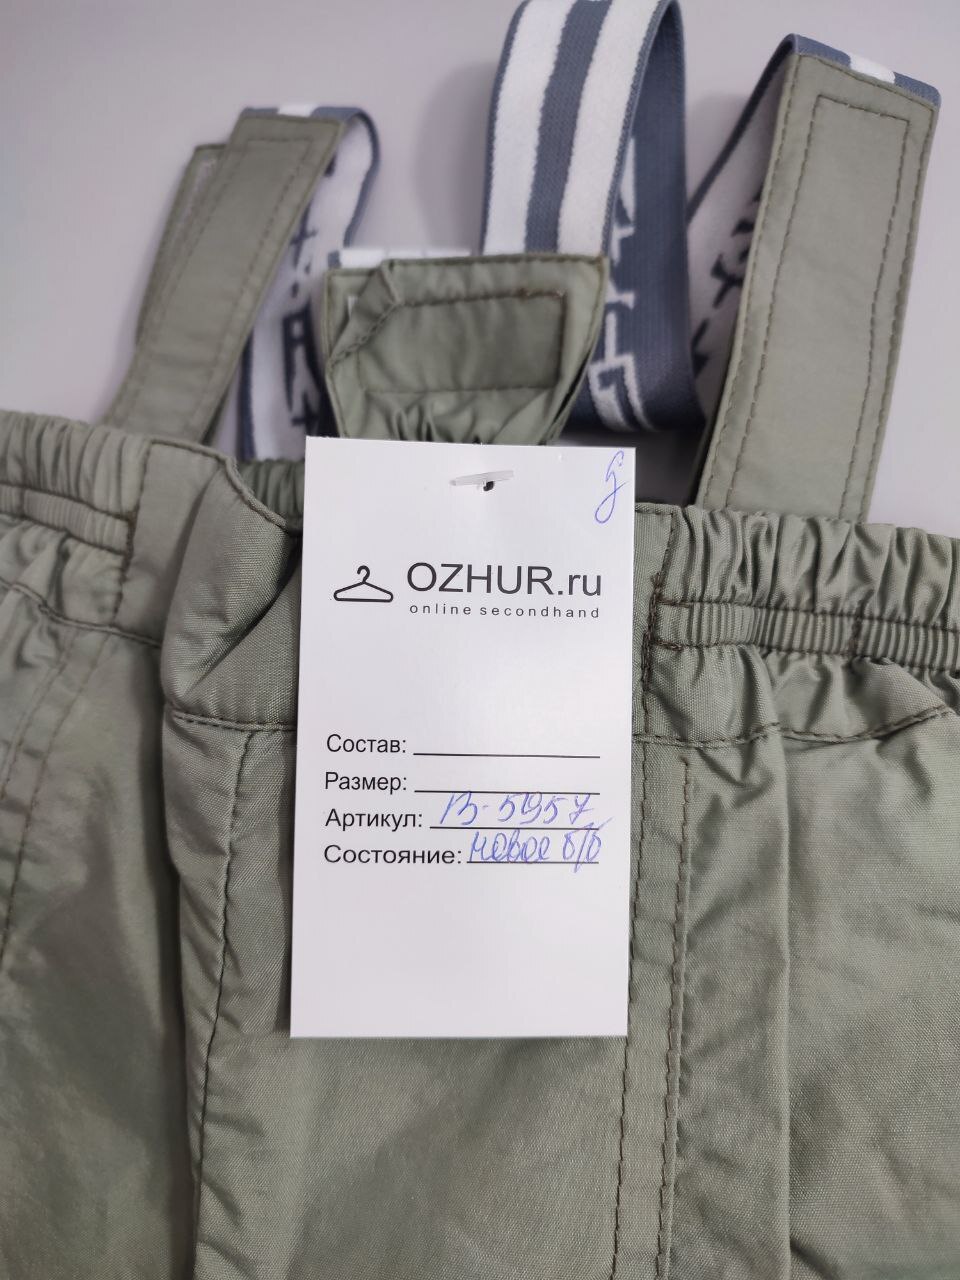 OZHUR.ru
online secondhand
Состав:
Размер:
Артикул: В-5957
Состояние: новое б/б